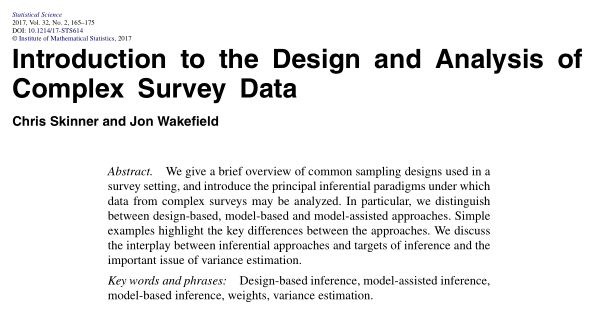 Statistical Science
2017, Vol. 32, No. 2, 165–175
DOI: 10.1214/17-STS614
© Institute of Mathematical Statistics, 2017
Introduction to the Design and Analysis of
Complex Survey Data
Chris Skinner and Jon Wakefield
Abstract. We give a brief overview of common sampling designs used in a
survey setting, and introduce the principal inferential paradigms under which
data from complex surveys may be analyzed. In particular, we distinguish
between design-based, model-based and model-assisted approaches. Simple
examples highlight the key differences between the approaches. We discuss
the interplay between inferential approaches and targets of inference and the
important issue of variance estimation.
Key words and phrases: Design-based inference, model-assisted inference,
model-based inference, weights, variance estimation.